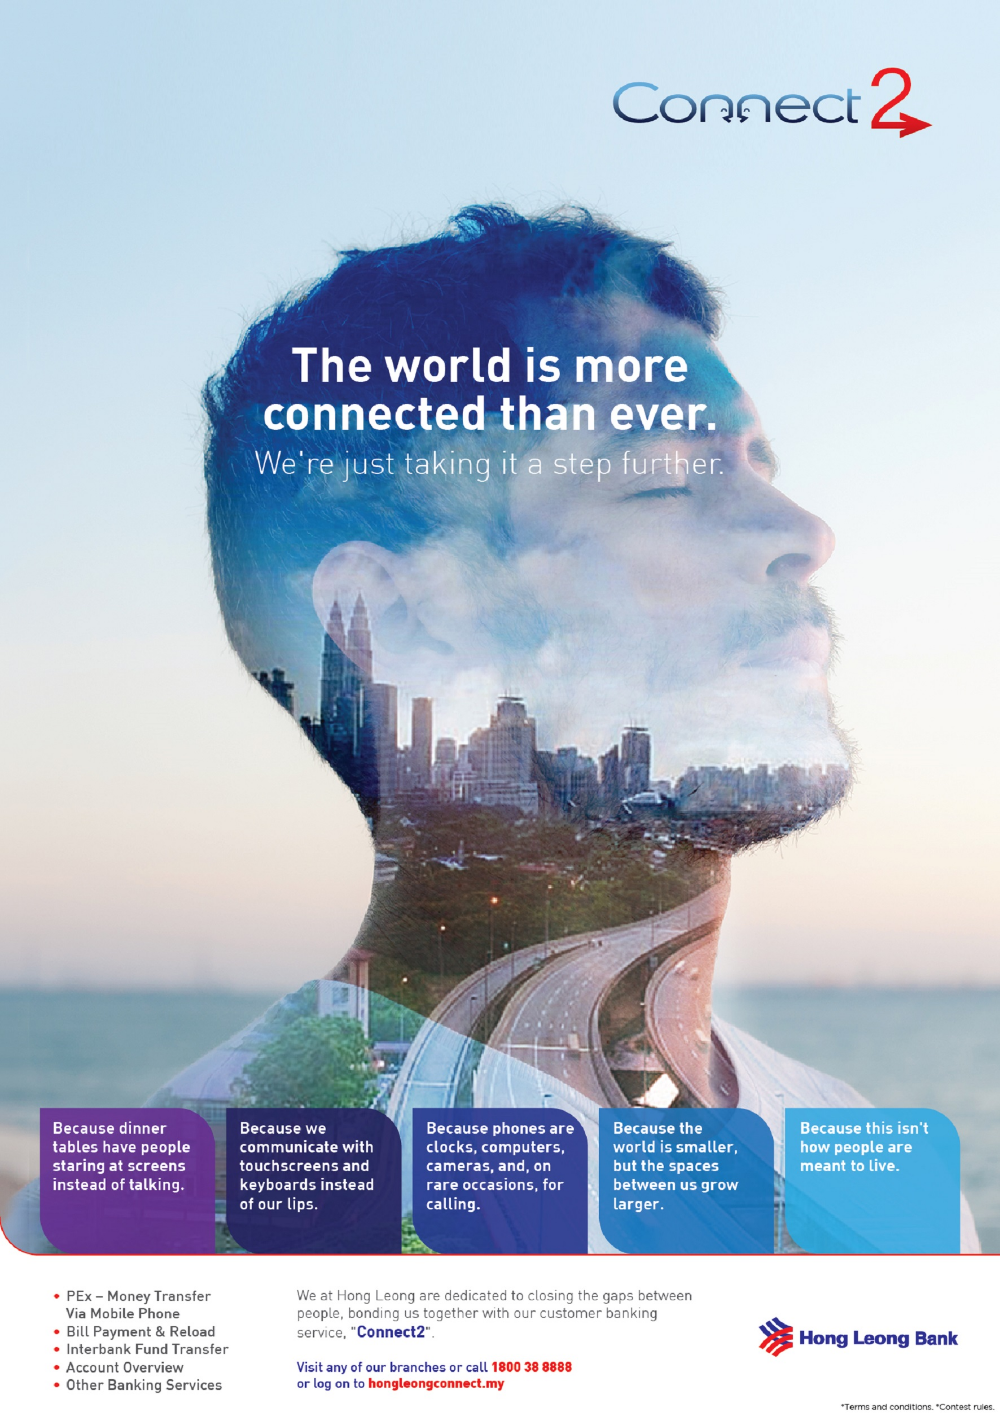 Connect 2
The world is more
connected than ever.
We're just taking it a step further.
Because dinner
tables have people
staring at screens
instead of talking.
Because we
communicate with
touchscreens and
keyboards instead
of our lips.
Because phones are
clocks, computers,
cameras, and, on
rare occasions, for
calling.
Because the
world is smaller,
but the spaces
between us grow
larger.
Because this isn't
how people are
meant to live.
• PEx – Money Transfer
Via Mobile Phone
• Bill Payment & Reload
• Interbank Fund Transfer
• Account Overview
• Other Banking Services
We at Hong Leong are dedicated to closing the gaps between
people, bonding us together with our customer banking
service, "Connect2".
Visit any of our branches or call 1800 38 8888
or log on to hongleongconnect.my
Hong Leong Bank
*Terms and conditions. *Contest rules.